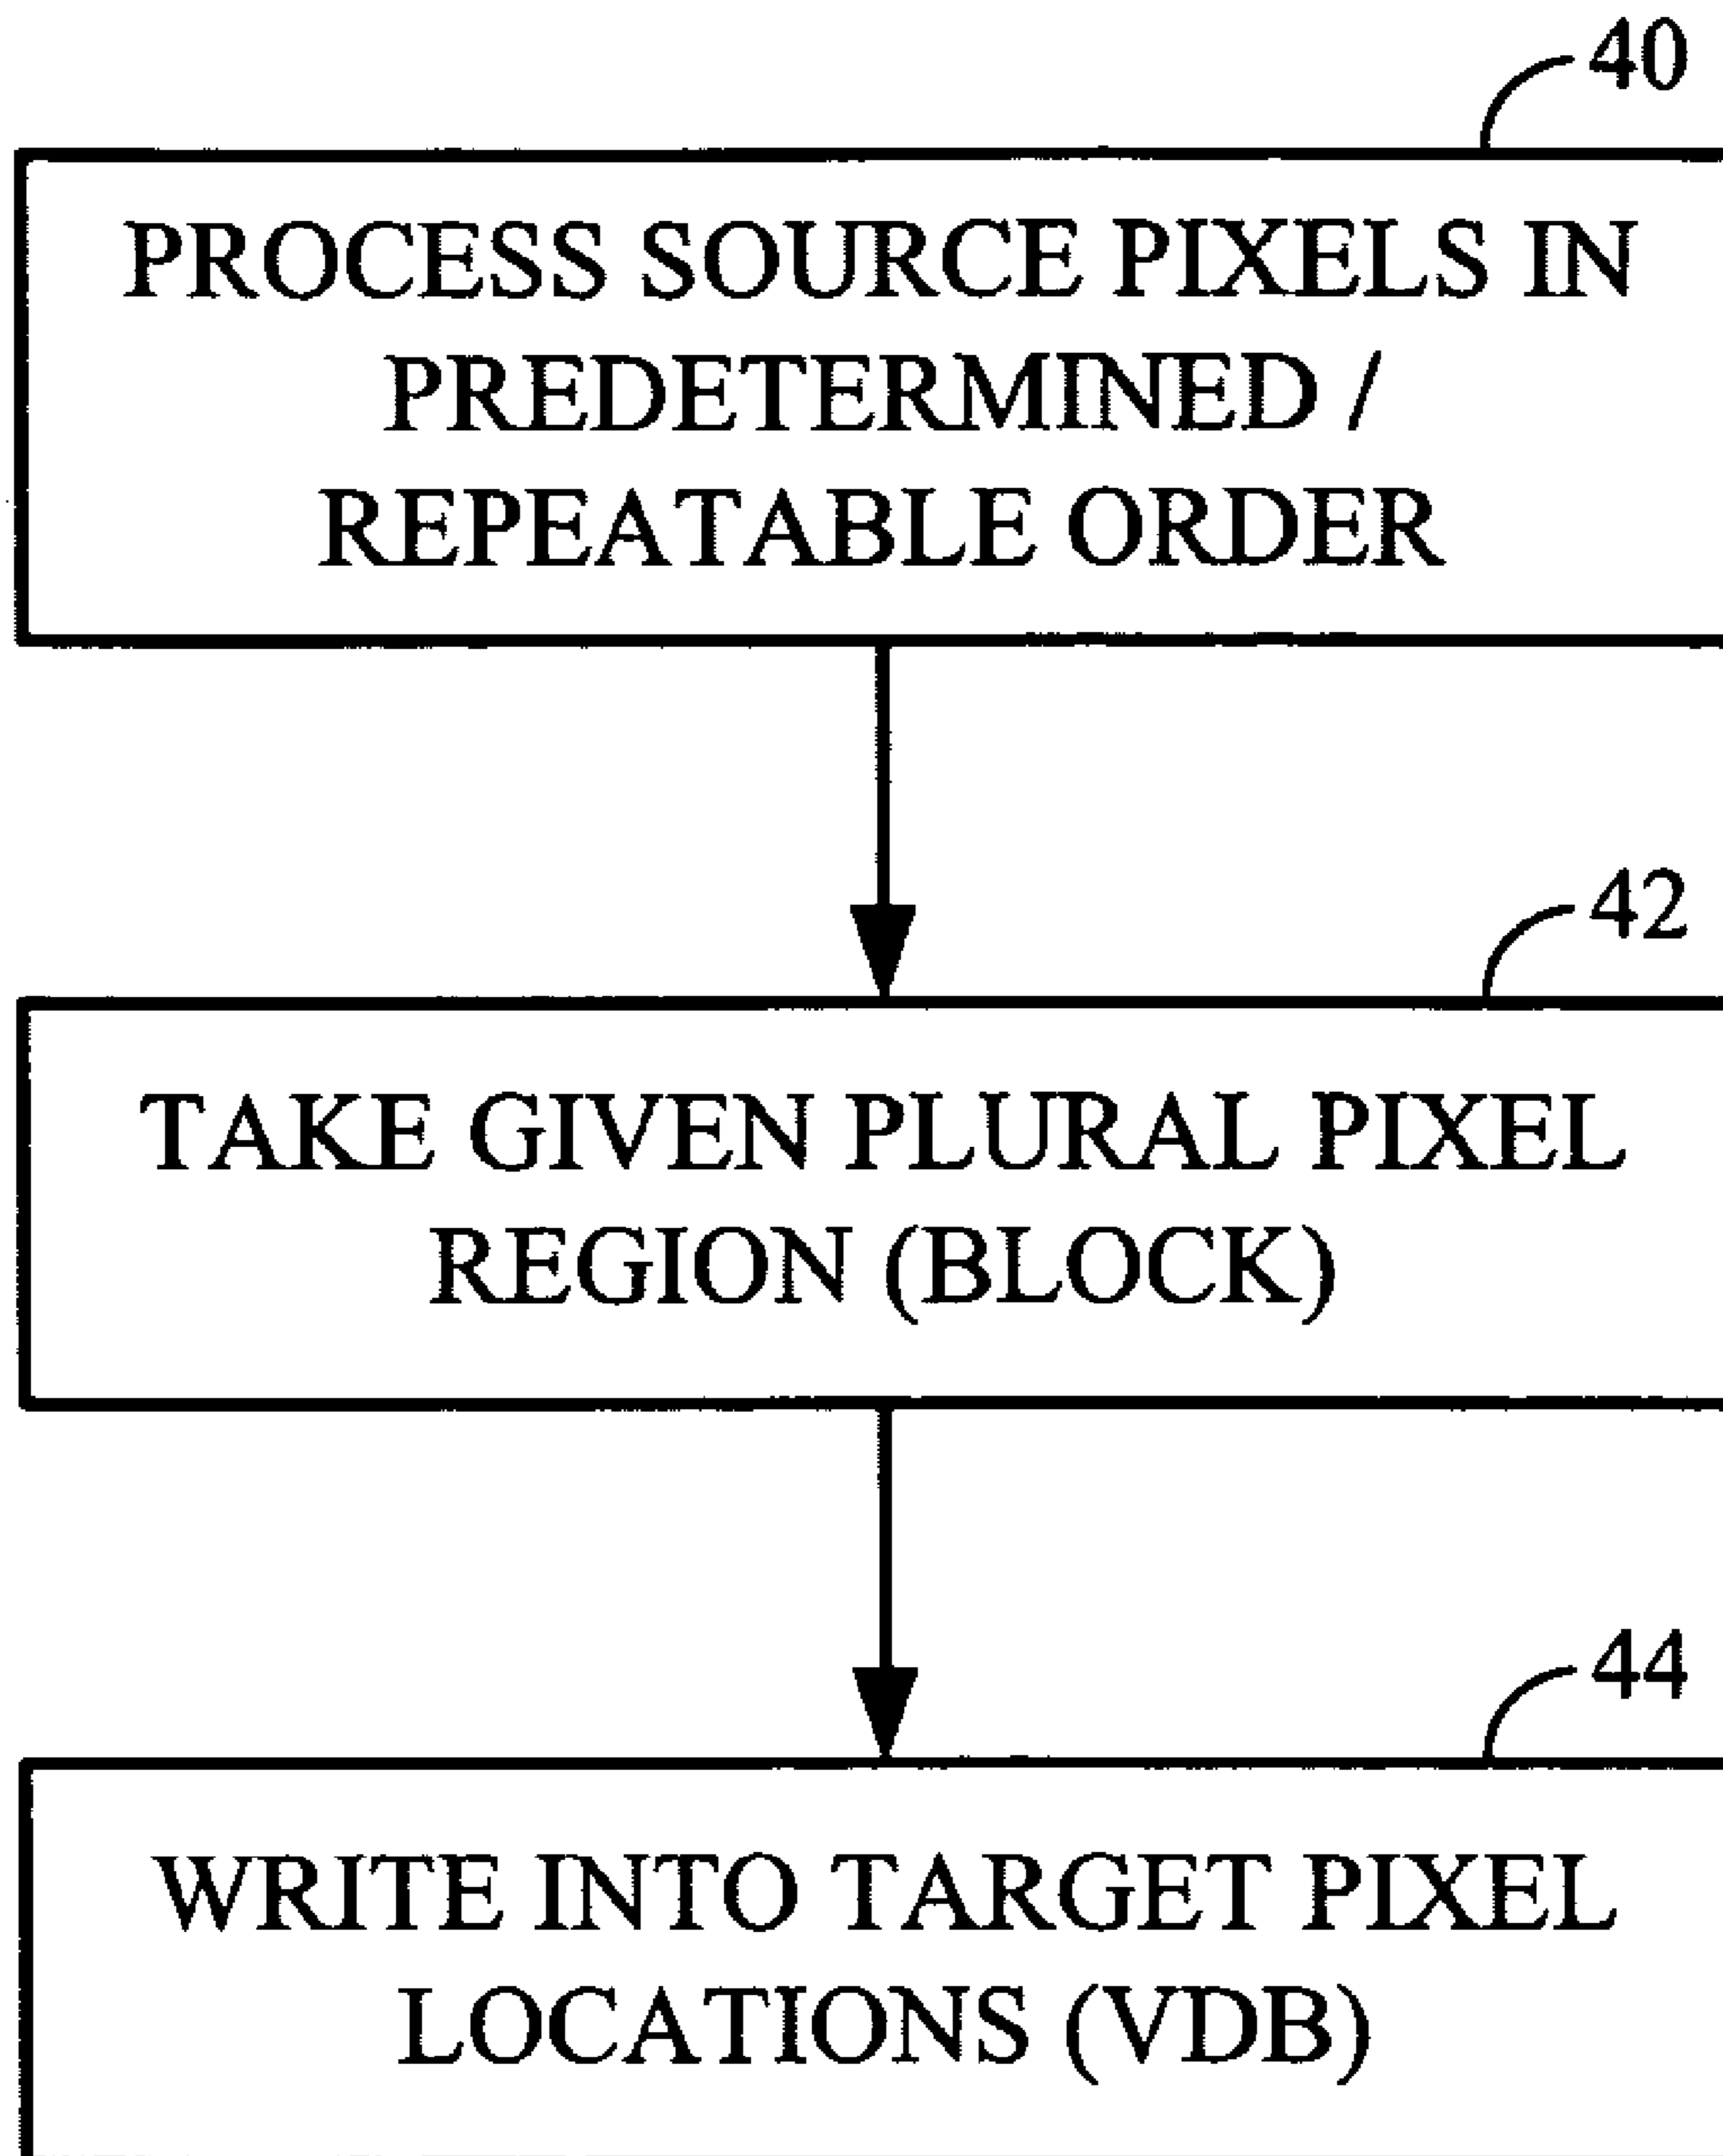 40
PROCESS SOURCE PIXELS IN
PREDETERMINED /
REPEATABLE ORDER
42
TAKE GIVEN PLURAL PIXEL
REGION (BLOCK)
44
WRITE INTO TARGET PIXEL
LOCATIONS (VDB)